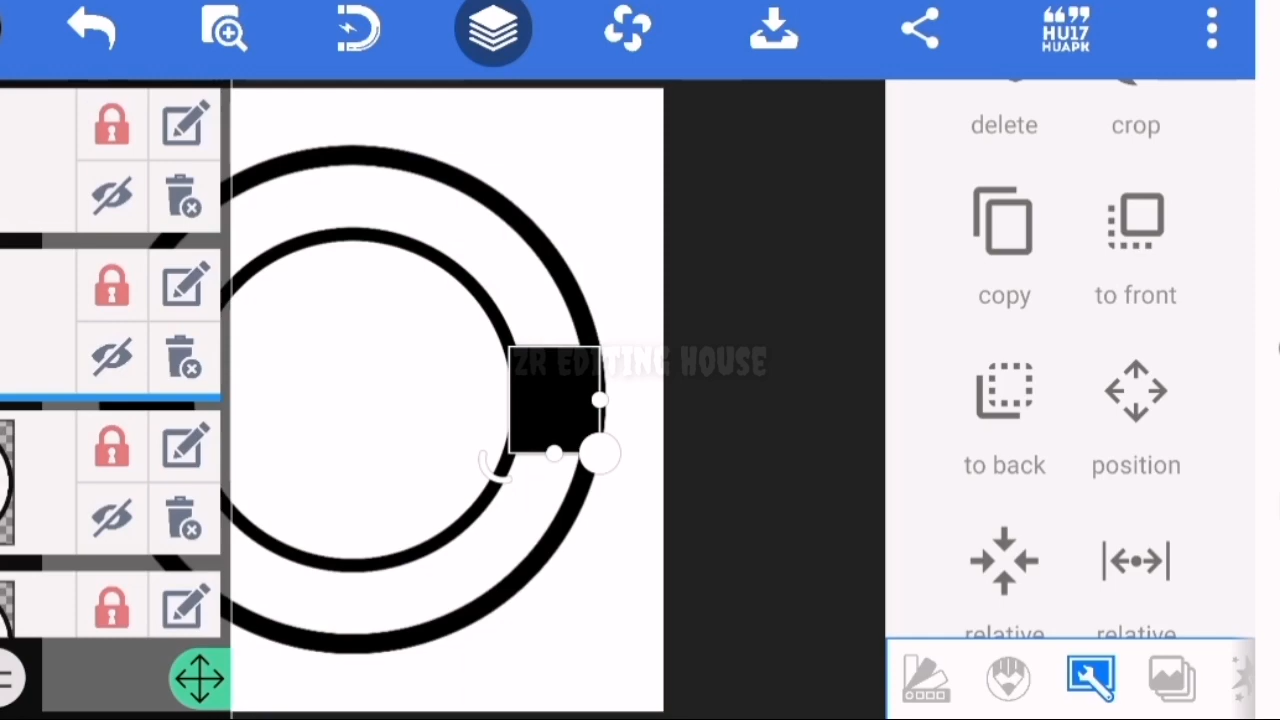 HU17
HUAPK
delete
crop
copy
to front
ZR EDITING HOUSE
to back
position
relative
relative